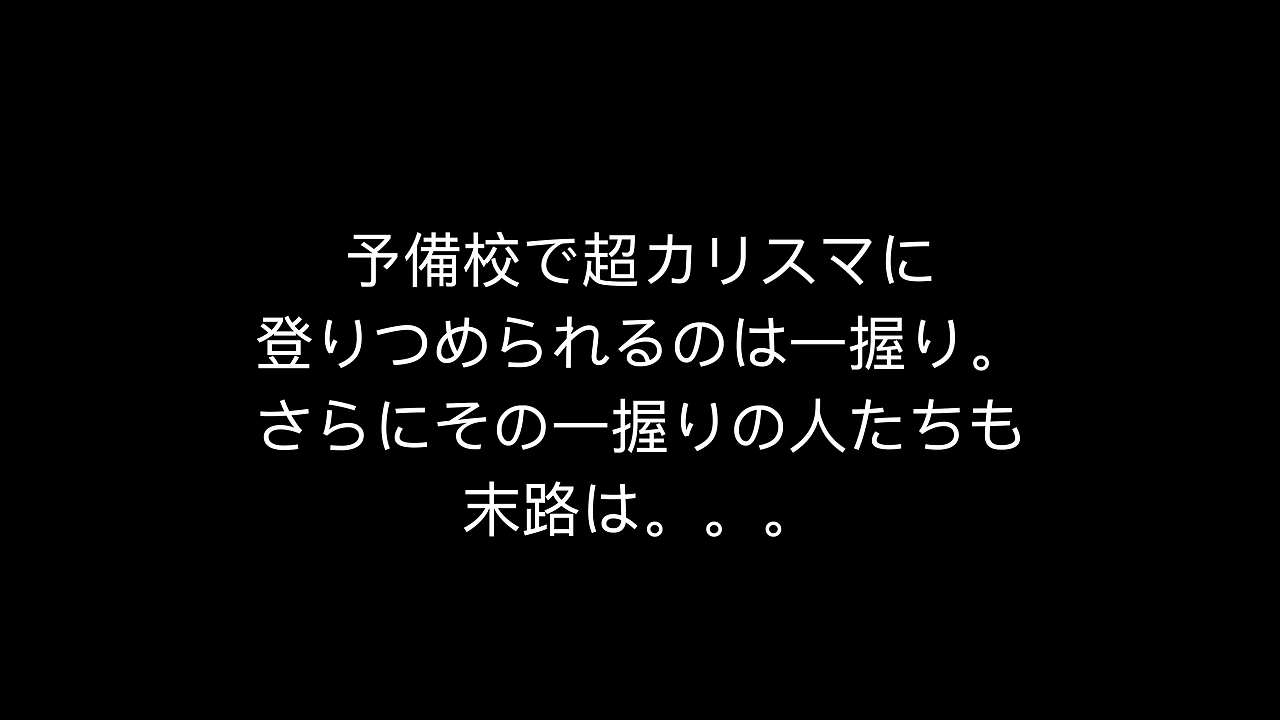 予備校で超カリスマに
登りつめられるのは一握り。
さらにその一握りの人たちも
末路は。。。